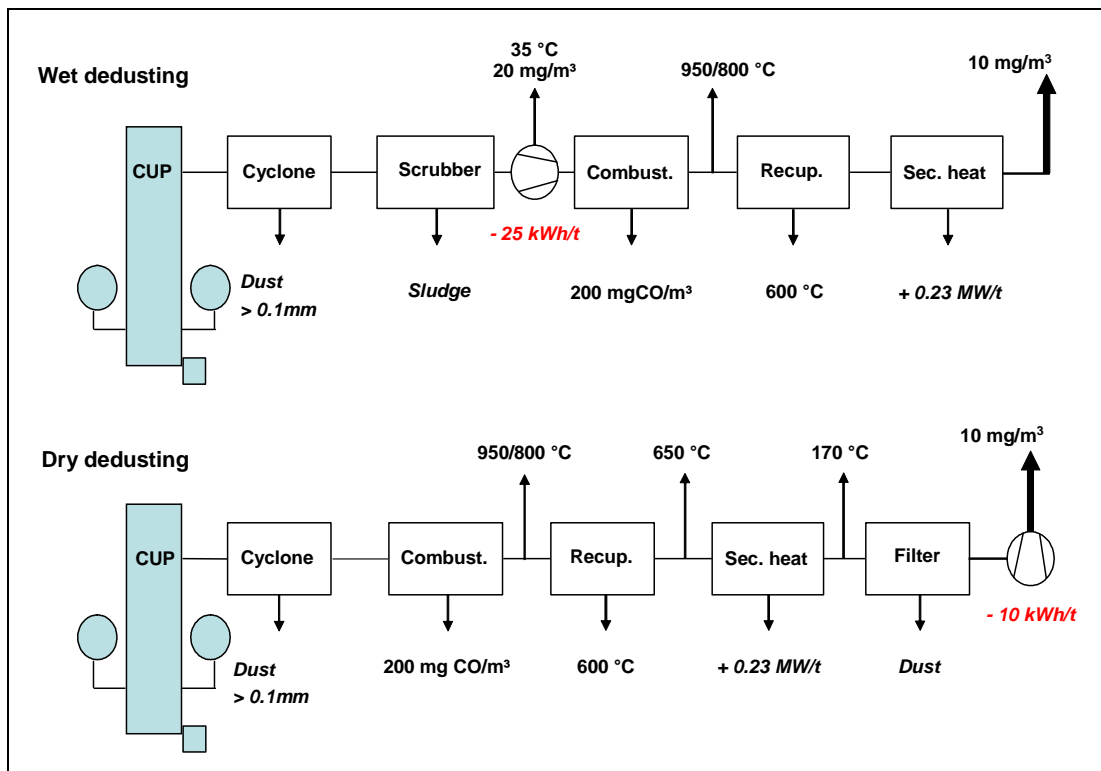 Wet dedusting
35 °C
20 mg/m³
950/800 °C
10 mg/m³
CUP
Cyclone
Scrubber
Combust.
Recup.
Sec. heat
- 25 kWh/t
Dust
> 0.1mm
Sludge
200 mgCO/m³
600 °C
+ 0.23 MW/t
Dry dedusting
950/800 °C
650 °C
170 °C
10 mg/m³
CUP
Cyclone
Combust.
Recup.
Sec. heat
Filter
- 10 kWh/t
Dust
> 0.1mm
200 mg CO/m³
600 °C
+ 0.23 MW/t
Dust